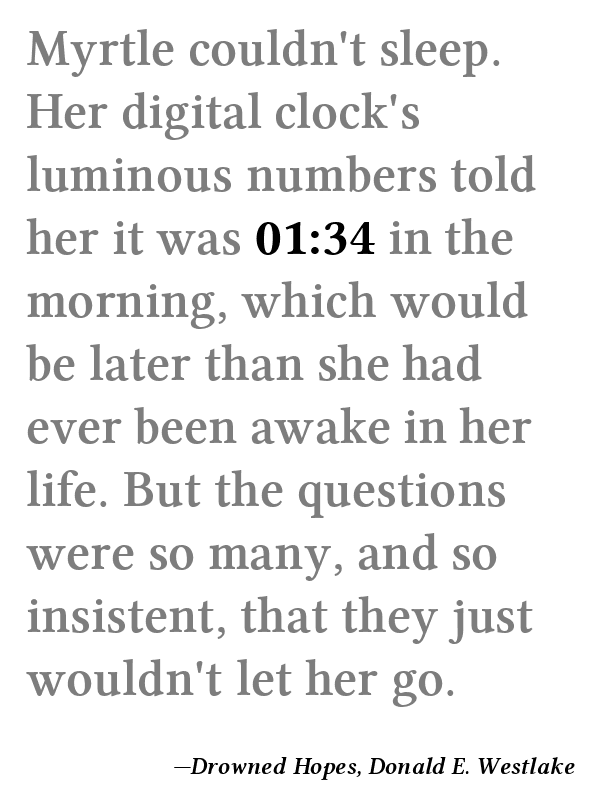 Myrtle couldn't sleep.
Her digital clock's
luminous numbers told
her it was 01:34 in the
morning, which would
be later than she had
ever been awake in her
life. But the questions
were so many, and so
insistent, that they just
wouldn't let her go.
—Drowned Hopes, Donald E. Westlake